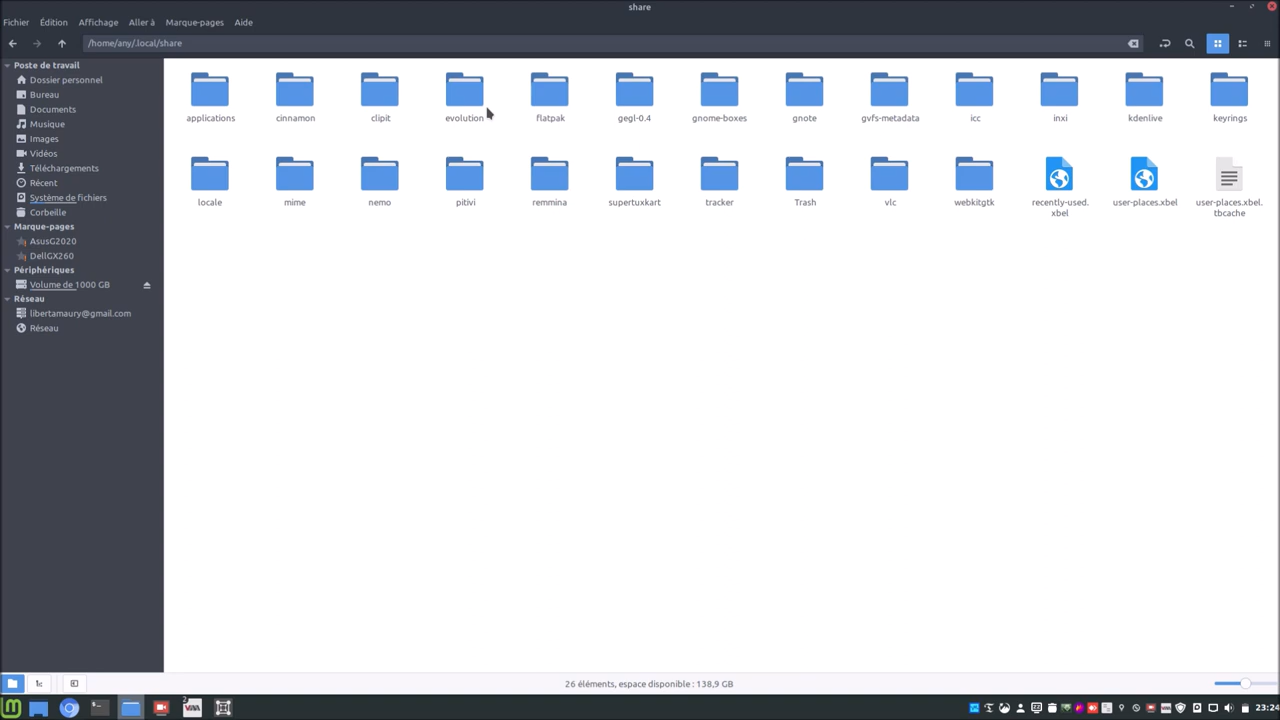 share
Fichier Édition Affichage Aller à Marque-pages Aide
/home/any/.local/share
Poste de travail
Dossier personnel
Bureau
Documents
Musique
Images
Vidéos
Téléchargements
Récent
Système de fichiers
Corbeille
Marque-pages
AsusG2020
DellGX260
Périphériques
Volume de 1000 GB
Réseau
libertamaury@gmail.com
Réseau
applications cinnamon clipit evolution flatpak gegl-0.4 gnome-boxes gnote gvfs-metadata icc inxi kdenlive keyrings
locale mime nemo pitivi remmina supertuxkart tracker Trash vlc webkitgtk recently-used. user-places.xbel user-places.xbel.
xbel tbcache
26 éléments, espace disponible : 138,9 GB
23:24